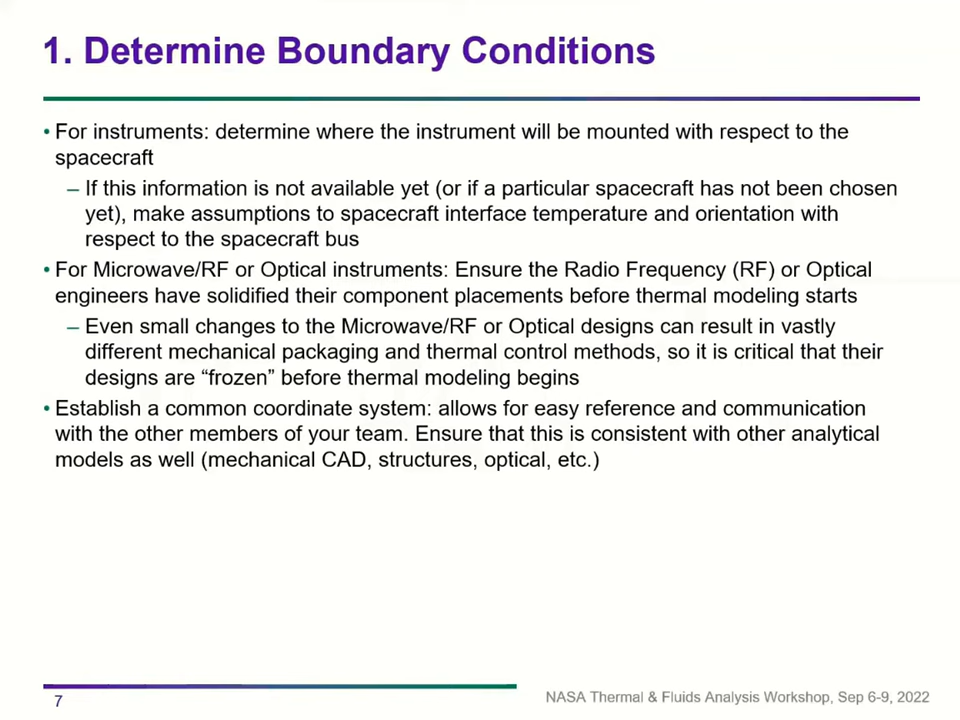 1. Determine Boundary Conditions
• For instruments: determine where the instrument will be mounted with respect to the
spacecraft
– If this information is not available yet (or if a particular spacecraft has not been chosen
yet), make assumptions to spacecraft interface temperature and orientation with
respect to the spacecraft bus
• For Microwave/RF or Optical instruments: Ensure the Radio Frequency (RF) or Optical
engineers have solidified their component placements before thermal modeling starts
– Even small changes to the Microwave/RF or Optical designs can result in vastly
different mechanical packaging and thermal control methods, so it is critical that their
designs are “frozen” before thermal modeling begins
• Establish a common coordinate system: allows for easy reference and communication
with the other members of your team. Ensure that this is consistent with other analytical
models as well (mechanical CAD, structures, optical, etc.)
7
NASA Thermal & Fluids Analysis Workshop, Sep 6-9, 2022